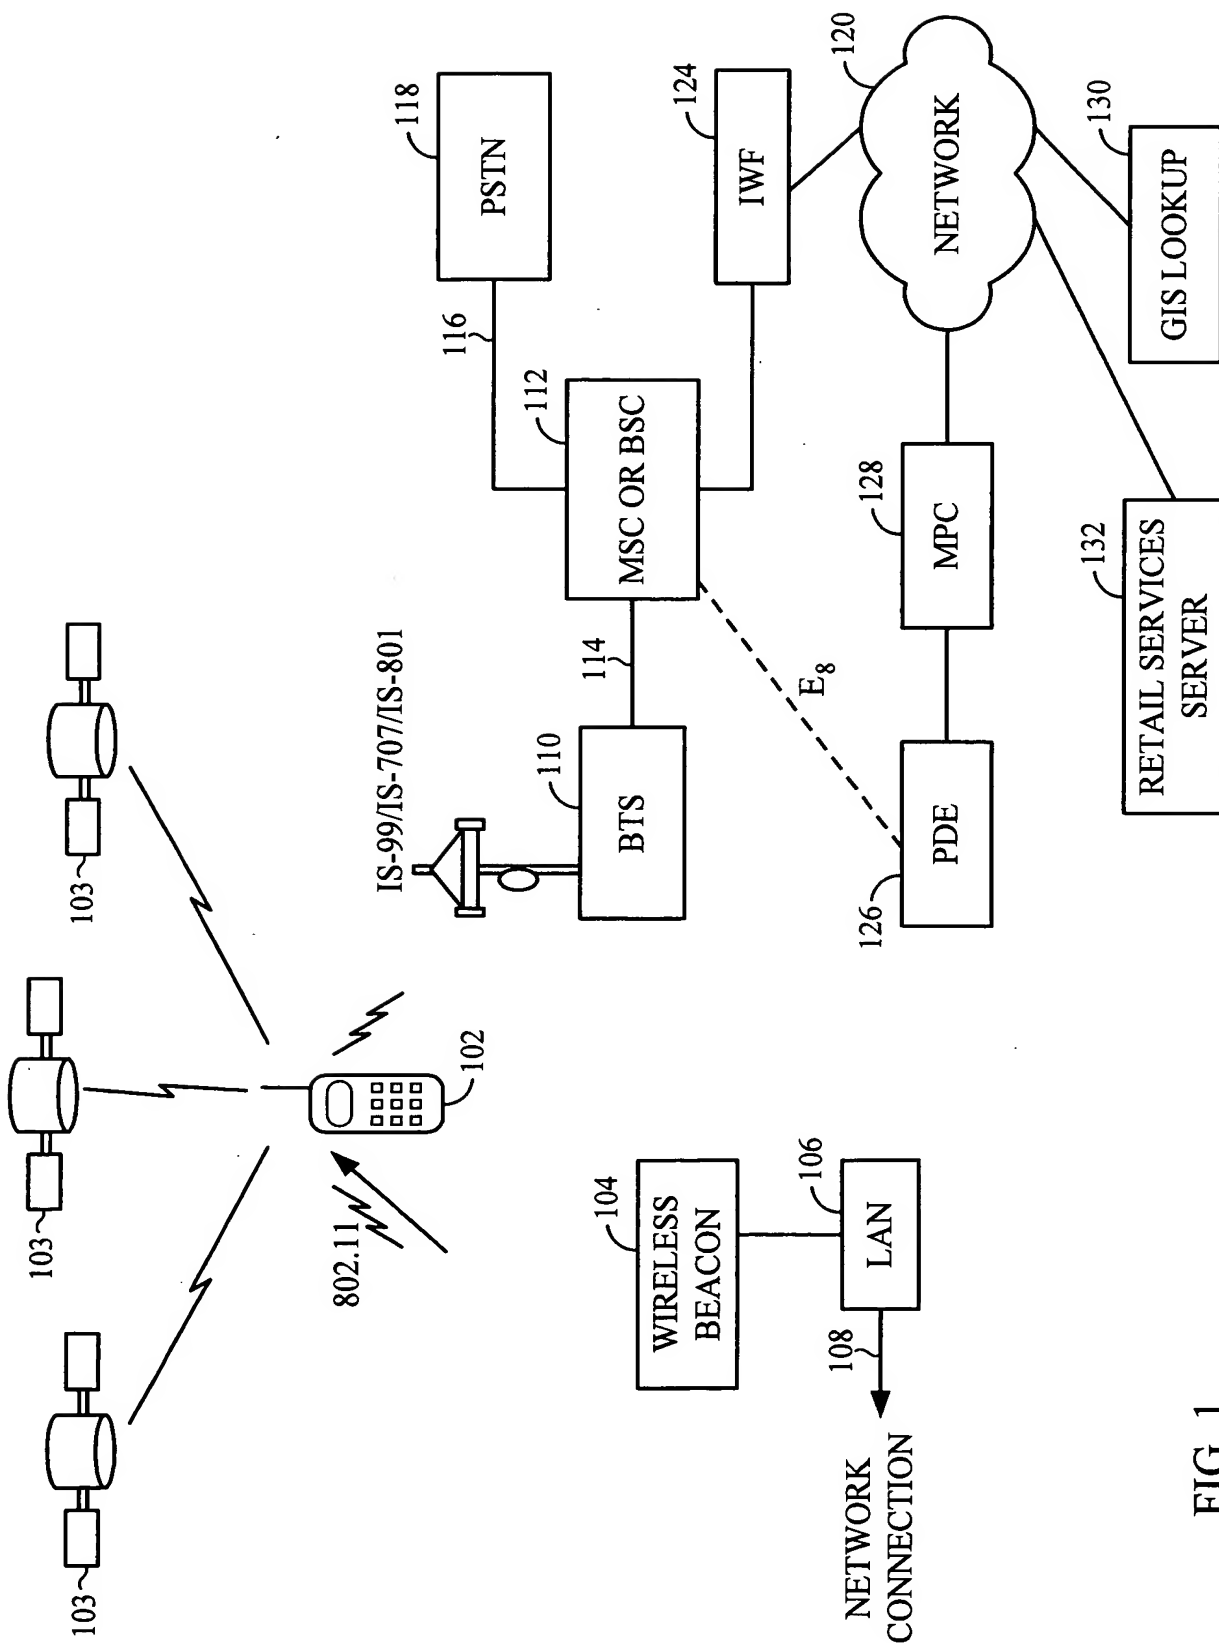 103
103
103
802.11
102
IS-99/IS-707/IS-801
118
PSTN
116
112
MSC OR BSC
114
110
BTS
124
IWF
120
NETWORK
104
WIRELESS
BEACON
106
LAN
108
NETWORK
CONNECTION
E8
126
PDE
128
MPC
130
GIS LOOKUP
132
RETAIL SERVICES
SERVER
FIG. 1